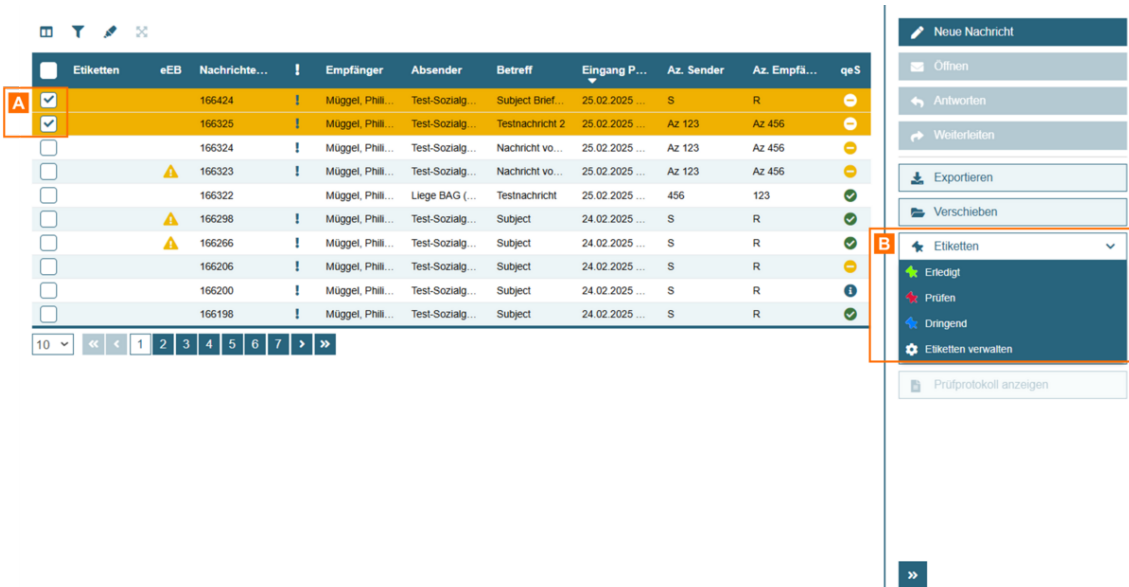 Etiketten eEB Nachrichte... ! Empfänger Absender Betreff Eingang P... Az. Sender Az. Empfä... qeS
A
166424 ! Müggel, Phili... Test-Sozialg... Subject Brief... 25.02.2025 ... S R
166325 ! Müggel, Phili... Test-Sozialg... Testnachricht 2 25.02.2025 ... Az 123 Az 456
166324 ! Müggel, Phili... Test-Sozialg... Nachricht vo... 25.02.2025 ... Az 123 Az 456
166323 ! Müggel, Phili... Test-Sozialg... Nachricht vo... 25.02.2025 ... Az 123 Az 456
166322 Müggel, Phili... Liege BAG (... Testnachricht 25.02.2025 ... 456 123
166298 ! Müggel, Phili... Test-Sozialg... Subject 24.02.2025 ... S R
166266 ! Müggel, Phili... Test-Sozialg... Subject 24.02.2025 ... S R
166206 ! Müggel, Phili... Test-Sozialg... Subject 24.02.2025 ... S R
166200 ! Müggel, Phili... Test-Sozialg... Subject 24.02.2025 ... S R
166198 ! Müggel, Phili... Test-Sozialg... Subject 24.02.2025 ... S R
10 « ‹ 1 2 3 4 5 6 7 › »
Neue Nachricht
Öffnen
Antworten
Weiterleiten
Exportieren
Verschieben
B
Etiketten
Erledigt
Prüfen
Dringend
Etiketten verwalten
Prüfprotokoll anzeigen
»